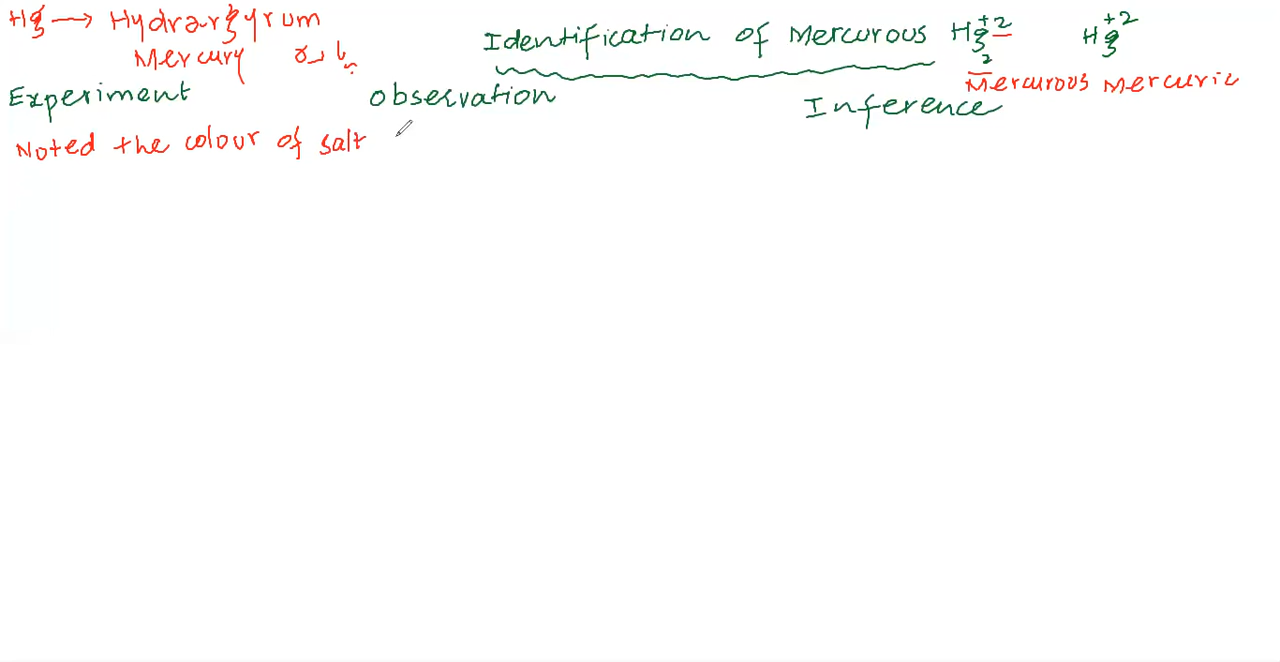 Hg → Hydrargyrum
Mercury
Identification of Mercurous Hg₂⁺² Hg⁺²
Mercurous Mercuric
Experiment Observation Inference
Noted the colour of salt